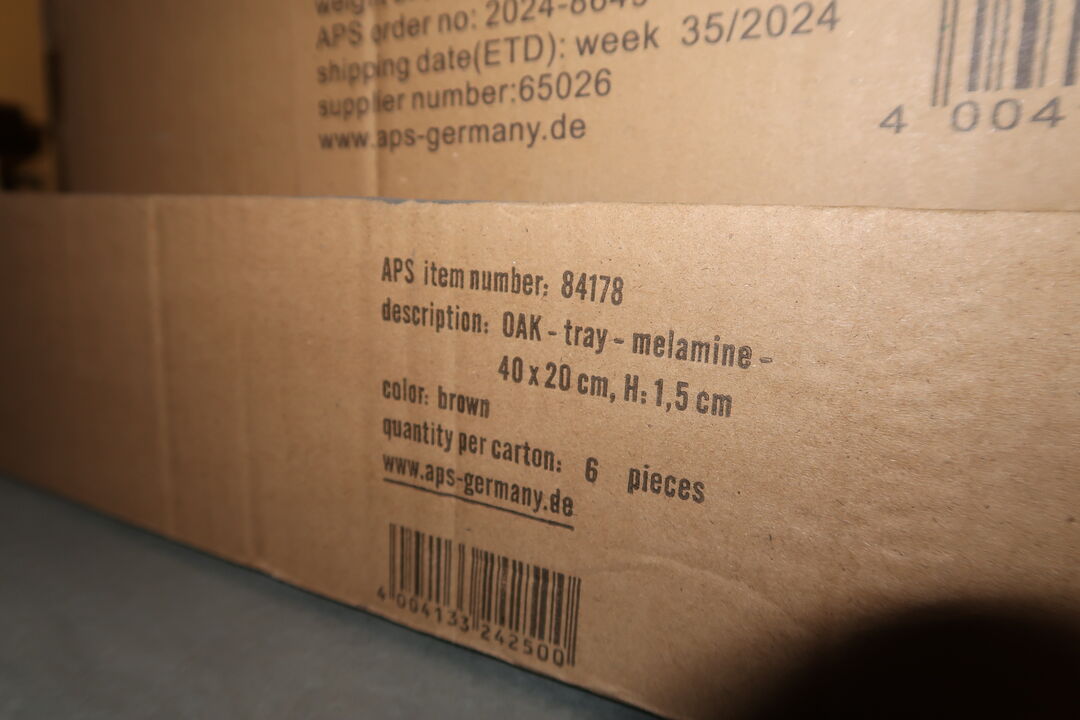 APS order no: 2024-8649
shipping date(ETD): week 35/2024
supplier number:65026
www.aps-germany.de
4 004
APS item number: 84178
description: OAK - tray - melamine -
40 x 20 cm, H: 1,5 cm
color: brown
quantity per carton: 6 pieces
www.aps-germany.de
4 004133 242500